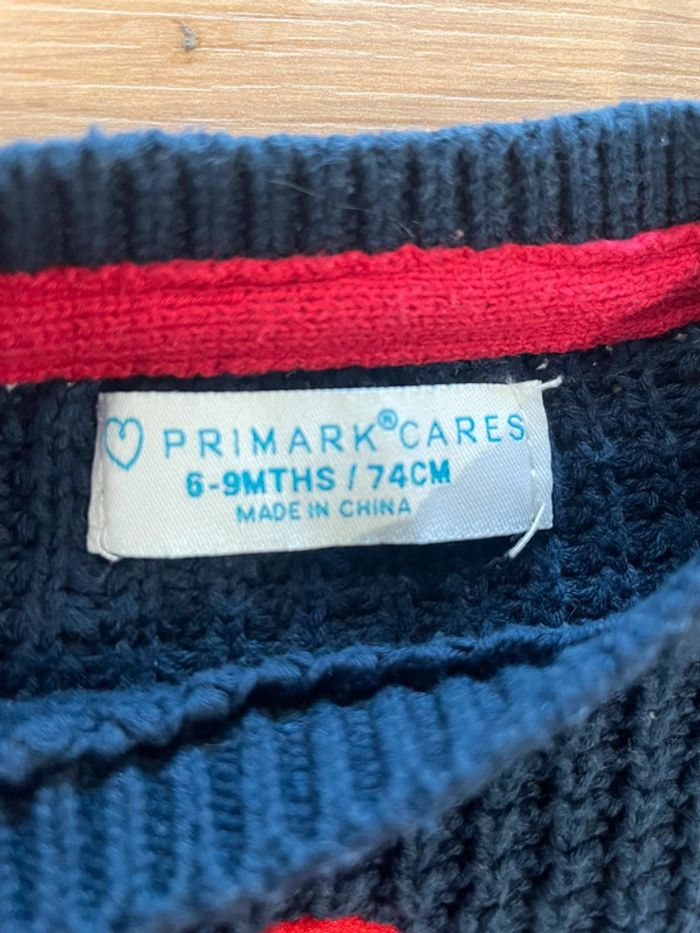 PRIMARK® CARES
6-9MTHS / 74CM
MADE IN CHINA